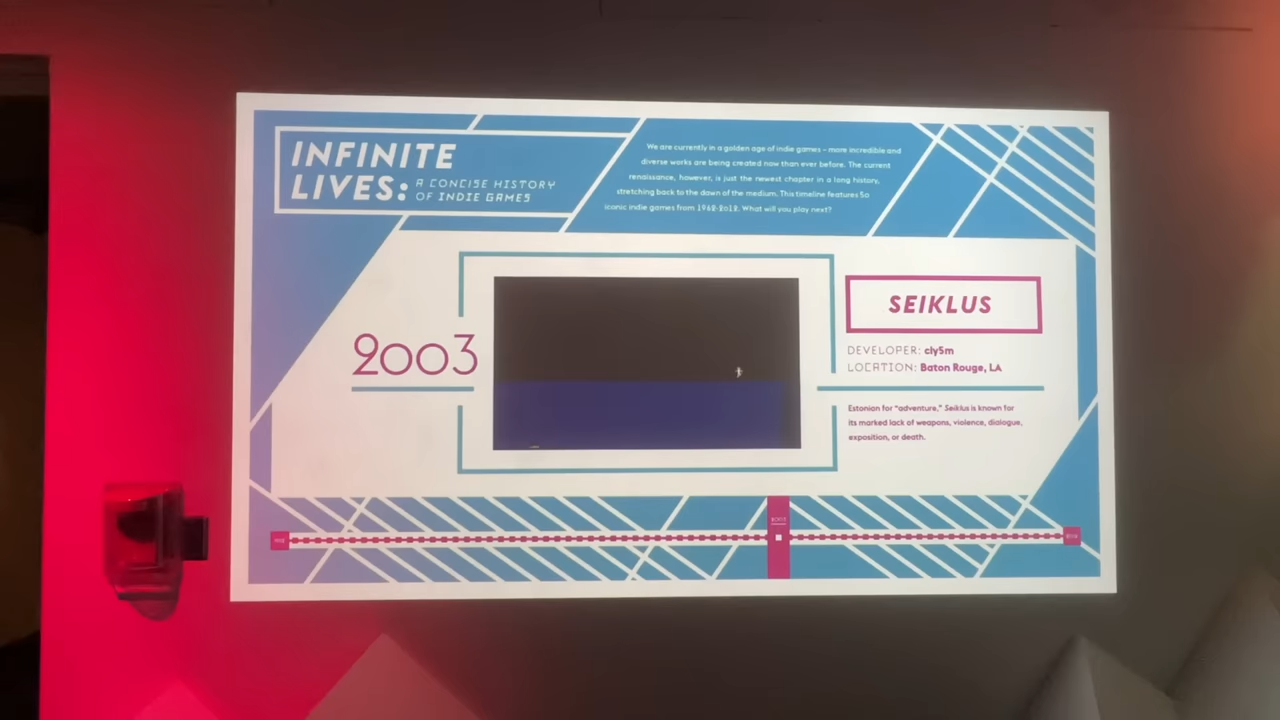 INFINITE
LIVES: A CONCISE HISTORY
OF INDIE GAMES
We are currently in a golden age of indie games – more incredible and
diverse works are being created now than ever before. The current
renaissance, however, is just the newest chapter in a long history,
stretching back to the dawn of the medium. This timeline features 50
iconic indie games from 1962-2018. What will you play next?
2003
SEIKLUS
DEVELOPER: cly5m
LOCATION: Baton Rouge, LA
Estonian for "adventure," Seiklus is known for
its marked lack of weapons, violence, dialogue,
exposition, or death.
2003